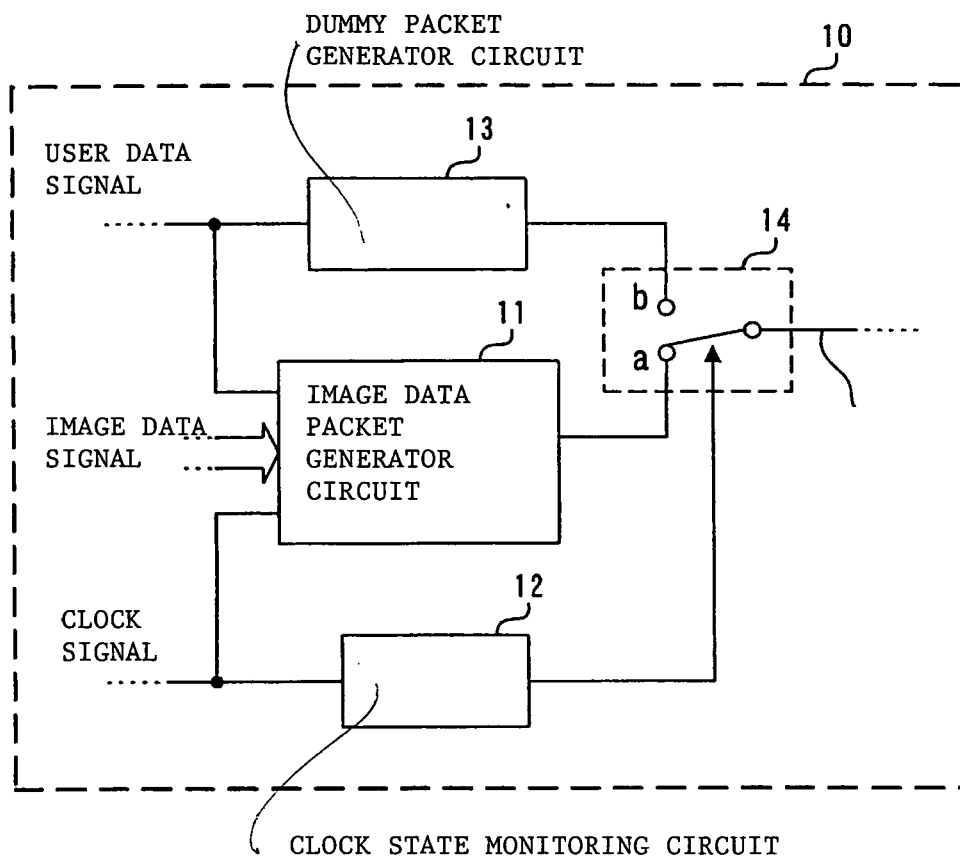 DUMMY PACKET
GENERATOR CIRCUIT
10
USER DATA
SIGNAL
13
14
b
a
11
IMAGE DATA
PACKET
GENERATOR
CIRCUIT
IMAGE DATA
SIGNAL
12
CLOCK
SIGNAL
CLOCK STATE MONITORING CIRCUIT